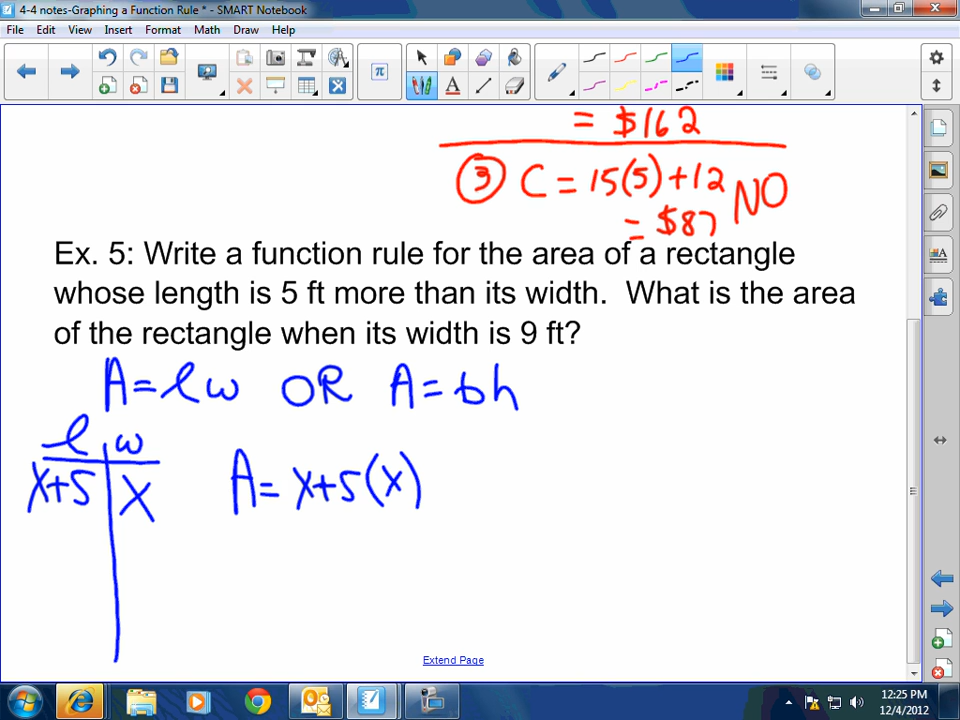 4-4 notes-Graphing a Function Rule * - SMART Notebook
File Edit View Insert Format Math Draw Help
= $162
3 C = 15(5)+12 NO
= $87
Ex. 5: Write a function rule for the area of a rectangle
whose length is 5 ft more than its width. What is the area
of the rectangle when its width is 9 ft?
A = lw OR A = bh
l w
x+5 x A = x+5(x)
Extend Page
12:25 PM
12/4/2012